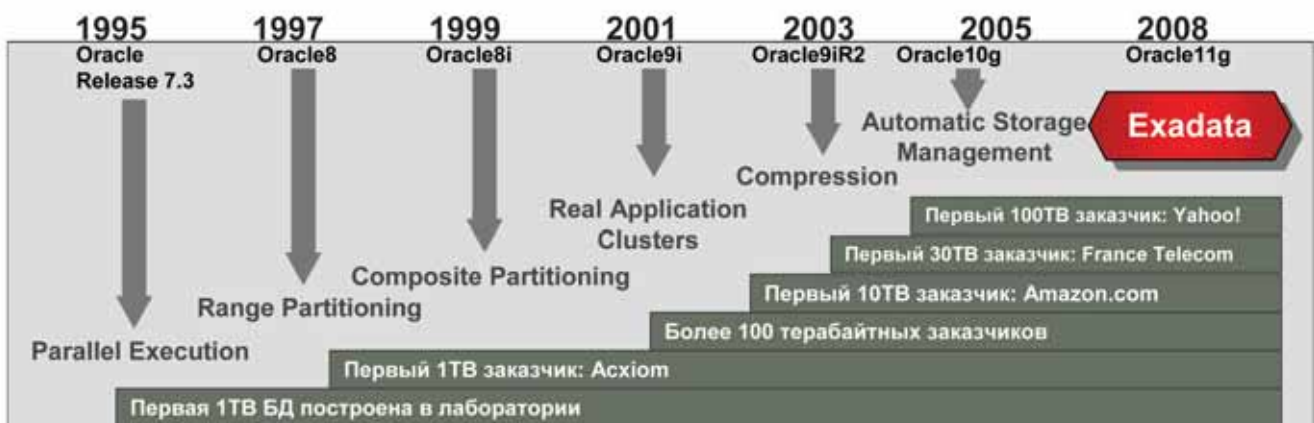 1995 1997 1999 2001 2003 2005 2008
Oracle Release 7.3
Oracle8
Oracle8i
Oracle9i
Oracle9iR2
Oracle10g
Oracle11g
Exadata
Automatic Storage
Management
Compression
Real Application
Clusters
Composite Partitioning
Range Partitioning
Parallel Execution
Первый 100TB заказчик: Yahoo!
Первый 30TB заказчик: France Telecom
Первый 10TB заказчик: Amazon.com
Более 100 терабайтных заказчиков
Первый 1TB заказчик: Acxiom
Первая 1TB БД построена в лаборатории